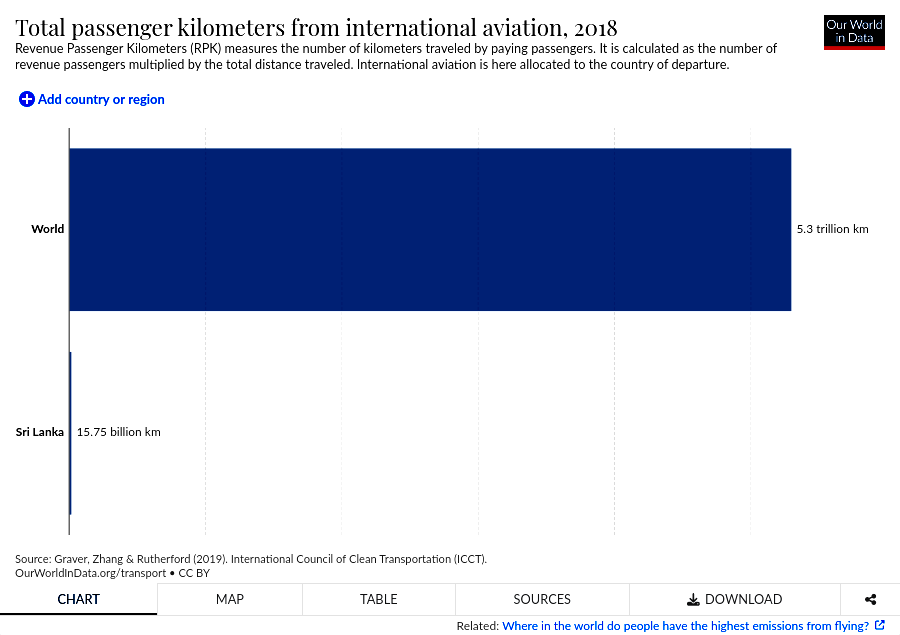 Total passenger kilometers from international aviation, 2018
Our World
in Data
Revenue Passenger Kilometers (RPK) measures the number of kilometers traveled by paying passengers. It is calculated as the number of
revenue passengers multiplied by the total distance traveled. International aviation is here allocated to the country of departure.
Add country or region
World
5.3 trillion km
Sri Lanka
15.75 billion km
Source: Graver, Zhang & Rutherford (2019). International Council of Clean Transportation (ICCT).
OurWorldInData.org/transport • CC BY
CHART
MAP
TABLE
SOURCES
DOWNLOAD
Related: Where in the world do people have the highest emissions from flying?